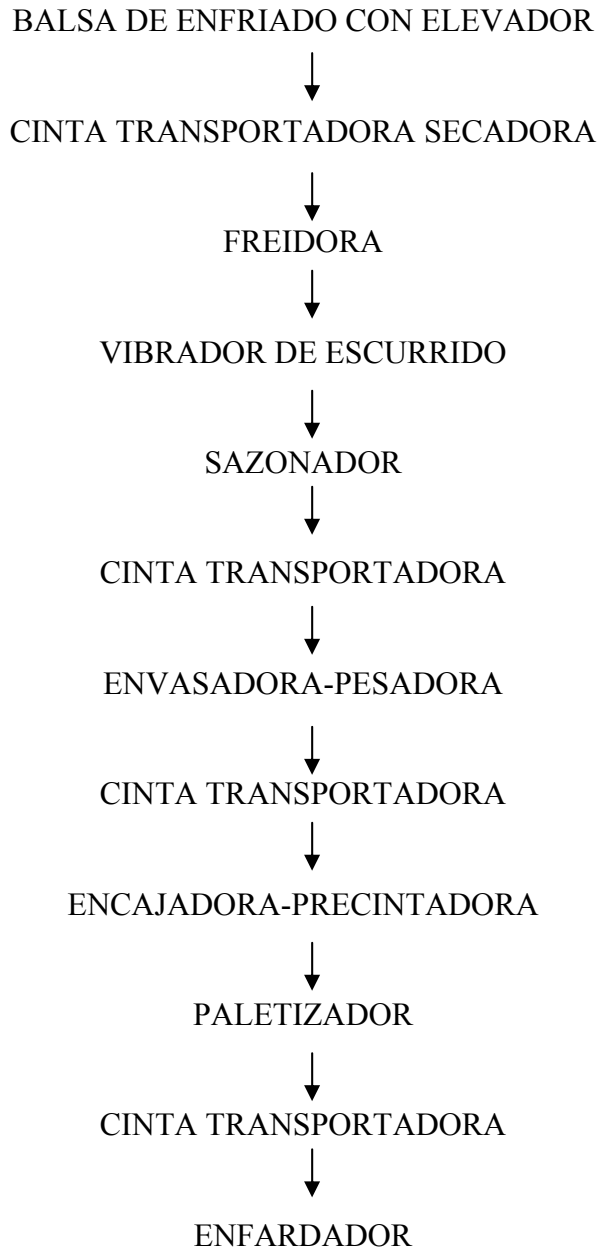 BALSA DE ENFRIADO CON ELEVADOR
CINTA TRANSPORTADORA SECADORA
FREIDORA
VIBRADOR DE ESCURRIDO
SAZONADOR
CINTA TRANSPORTADORA
ENVASADORA-PESADORA
CINTA TRANSPORTADORA
ENCAJADORA-PRECINTADORA
PALETIZADOR
CINTA TRANSPORTADORA
ENFARDADOR